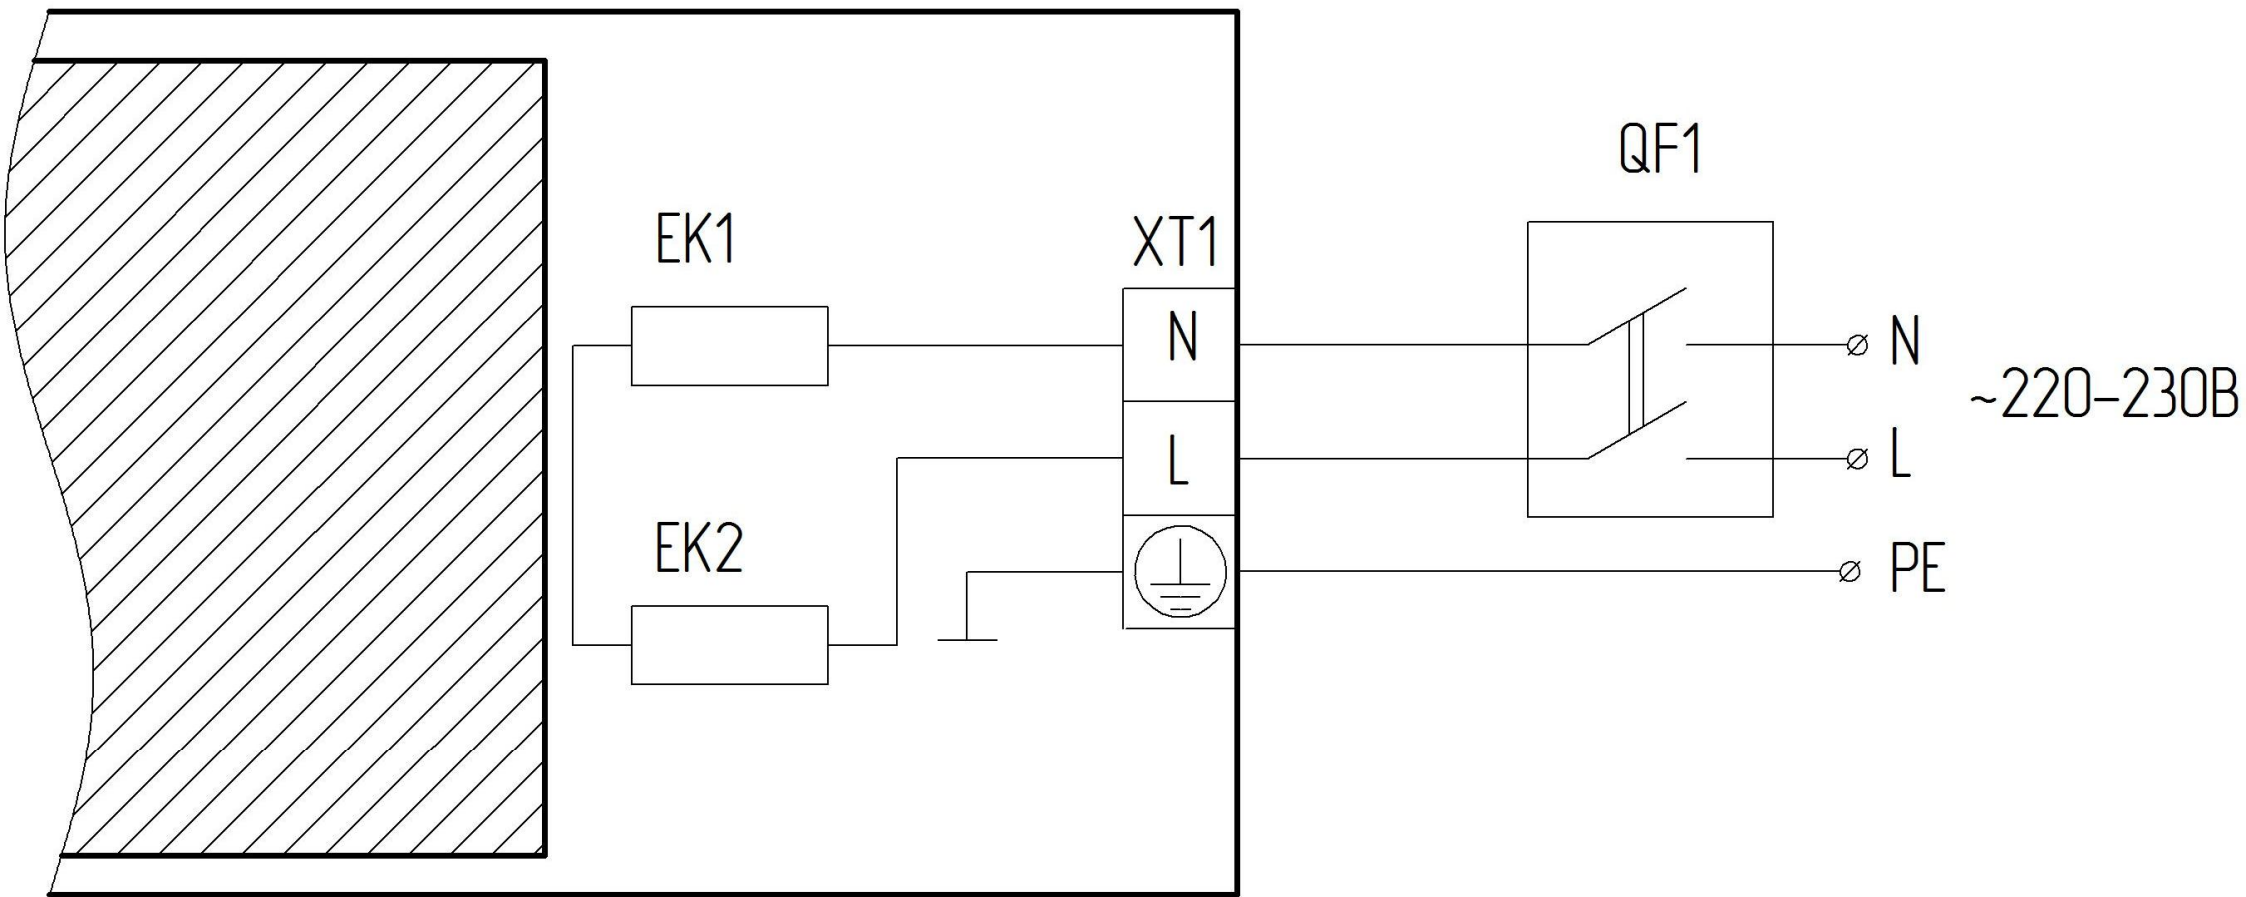 QF1
EK1
XT1
N
N
~220-230В
L
L
EK2
PE